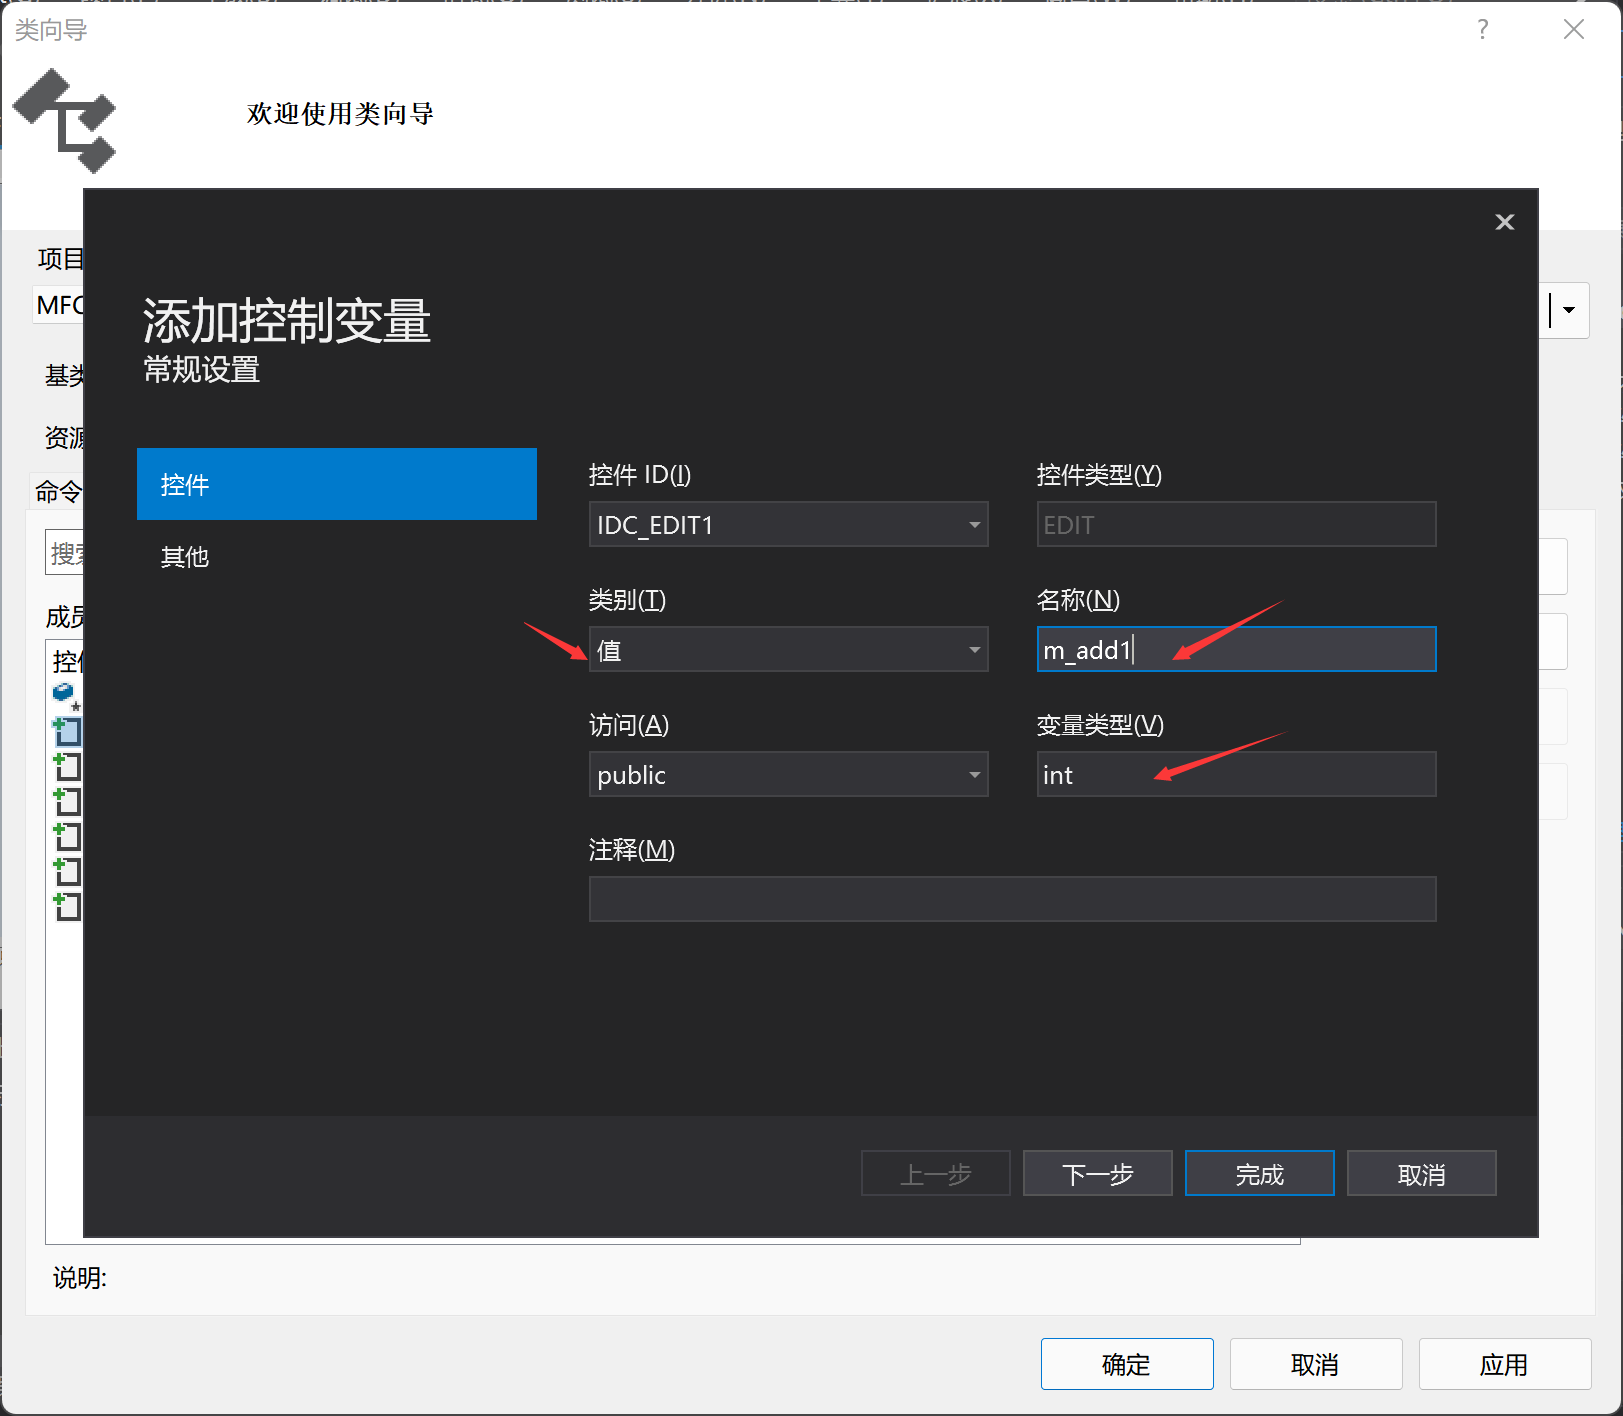 类向导
欢迎使用类向导
项目
MFC
基类
资源
命令
搜索
成员
添加控制变量
常规设置
控件
其他
控件 ID(I)
控件类型(Y)
IDC_EDIT1
EDIT
类别(T)
名称(N)
值
m_add1
访问(A)
变量类型(V)
public
int
注释(M)
上一步
下一步
完成
取消
说明:
确定
取消
应用